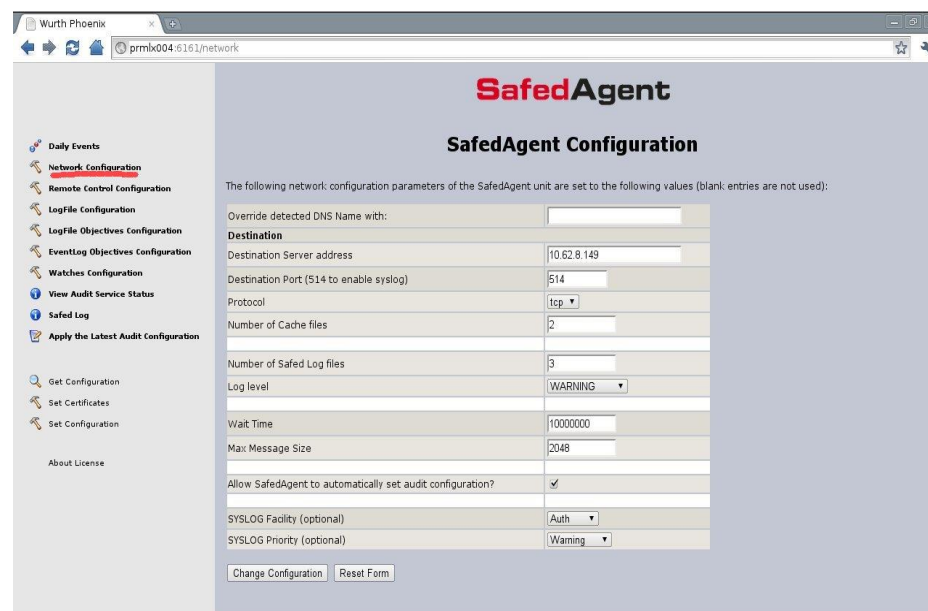 Wurth Phoenix
prmlx004:6161/network
SafedAgent
SafedAgent Configuration
Daily Events
Network Configuration
Remote Control Configuration
LogFile Configuration
LogFile Objectives Configuration
EventLog Objectives Configuration
Watches Configuration
View Audit Service Status
Safed Log
Apply the Latest Audit Configuration
Get Configuration
Set Certificates
Set Configuration
About License
The following network configuration parameters of the SafedAgent unit are set to the following values (blank entries are not used):
Override detected DNS Name with:
Destination
Destination Server address 10.62.8.149
Destination Port (514 to enable syslog) 514
Protocol tcp
Number of Cache files 2
Number of Safed Log files 3
Log level WARNING
Wait Time 10000000
Max Message Size 2048
Allow SafedAgent to automatically set audit configuration?
SYSLOG Facility (optional) Auth
SYSLOG Priority (optional) Warning
Change Configuration Reset Form